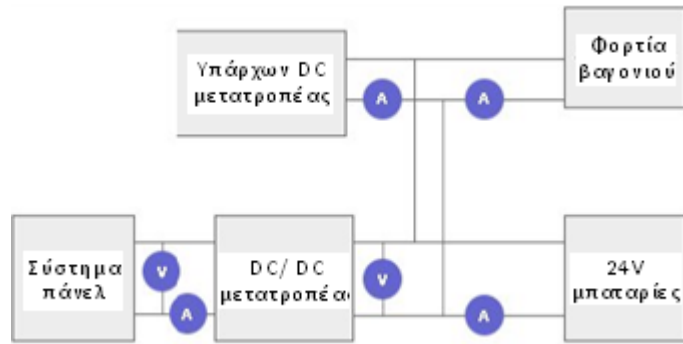 Υπάρχων DC
μετατροπέας
A
A
Φορτία
βαγονιού
Σύστημα
πάνελ
V
A
DC/ DC
μετατροπέας
V
A
24V
μπαταρίες